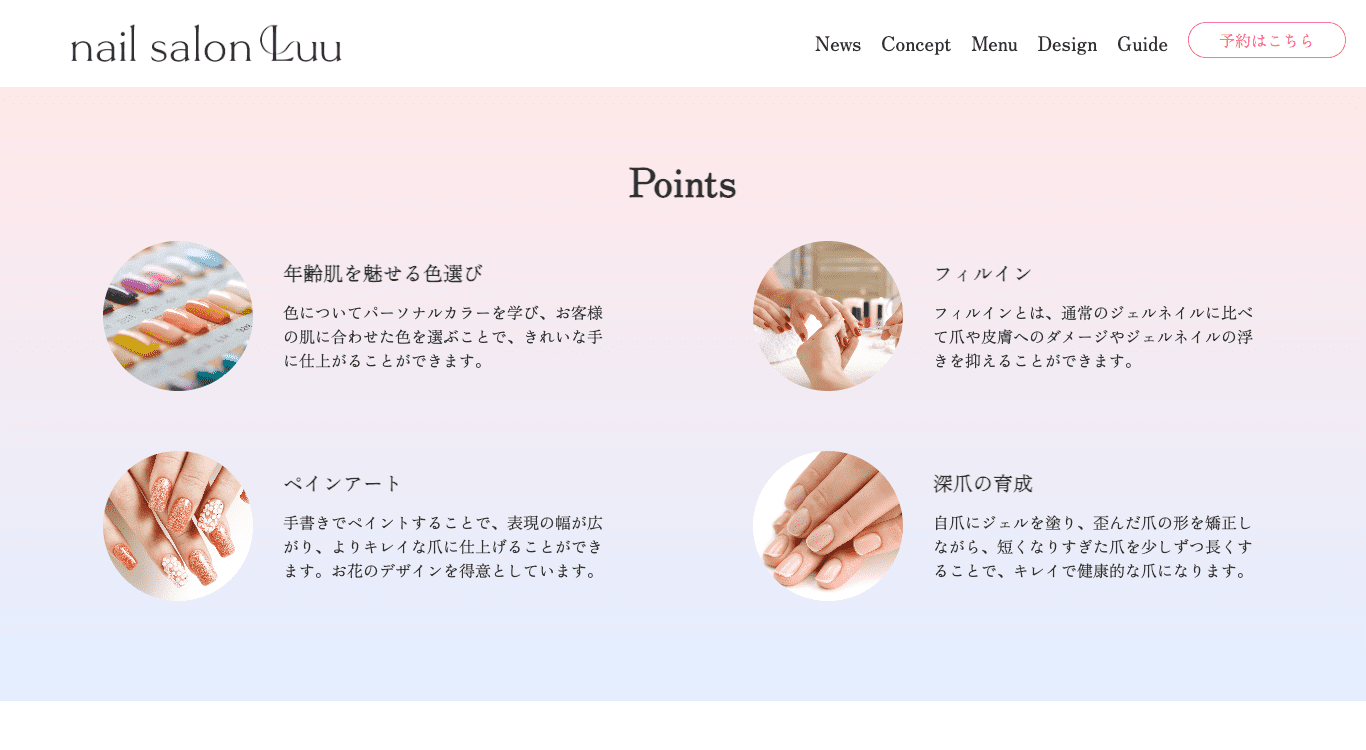 nail salon Luu
News Concept Menu Design Guide 予約はこちら
Points
年齢肌を魅せる色選び
色についてパーソナルカラーを学び、お客様
の肌に合わせた色を選ぶことで、きれいな手
に仕上がることができます。
フィルイン
フィルインとは、通常のジェルネイルに比べ
て爪や皮膚へのダメージやジェルネイルの浮
きを抑えることができます。
ペインアート
手書きでペイントすることで、表現の幅が広
がり、よりキレイな爪に仕上げることができ
ます。お花のデザインを得意としています。
深爪の育成
自爪にジェルを塗り、歪んだ爪の形を矯正し
ながら、短くなりすぎた爪を少しずつ長くす
ることで、キレイで健康的な爪になります。